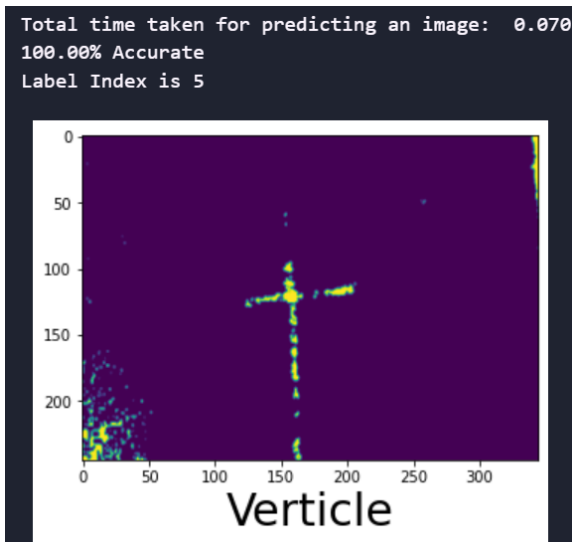 Total time taken for predicting an image: 0.070
100.00% Accurate
Label Index is 5
0
50
100
150
200
0 50 100 150 200 250 300
Verticle